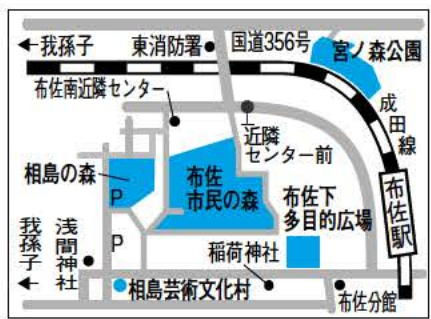 ←我孫子
東消防署
国道356号
宮ノ森公園
布佐南近隣センター
成田線
近隣
センター前
相島の森
布佐
市民の森
布佐下
多目的広場
布佐駅
P
P
稲荷神社
浅間神社
我孫子
←
相島芸術文化村
布佐分館